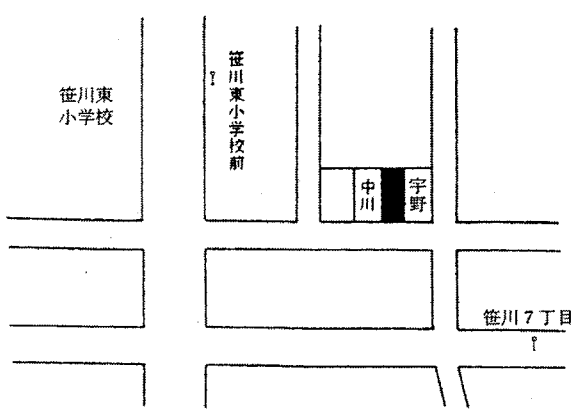 笹川東
小学校
笹川東小学校前
中川
宇野
笹川７丁目